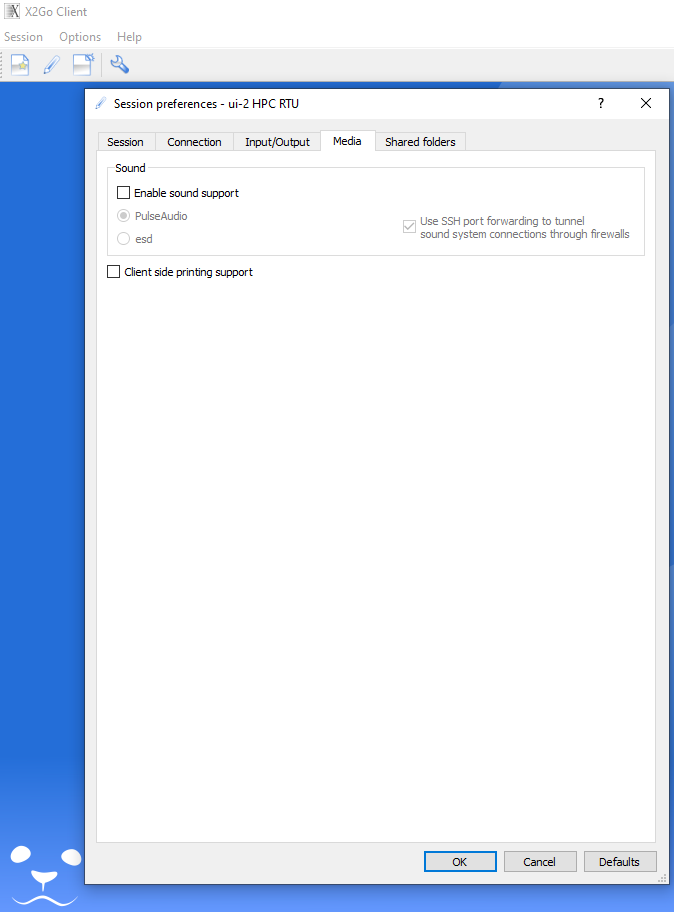 X2Go Client
Session Options Help
Session preferences - ui-2 HPC RTU
?
Session Connection Input/Output Media Shared folders
Sound
Enable sound support
PulseAudio
esd
Use SSH port forwarding to tunnel
sound system connections through firewalls
Client side printing support
OK Cancel Defaults